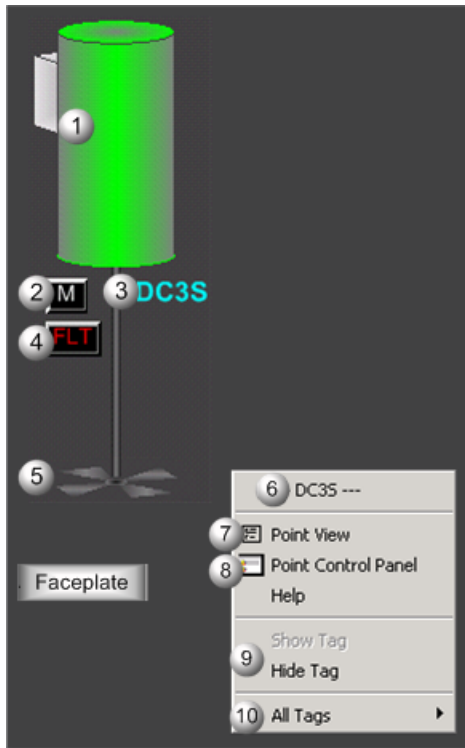 1
2 M 3 DC3S
4 FLT
5
6 DC3S ---
7 Point View
8 Point Control Panel
Faceplate
Help
Show Tag
9
Hide Tag
10 All Tags